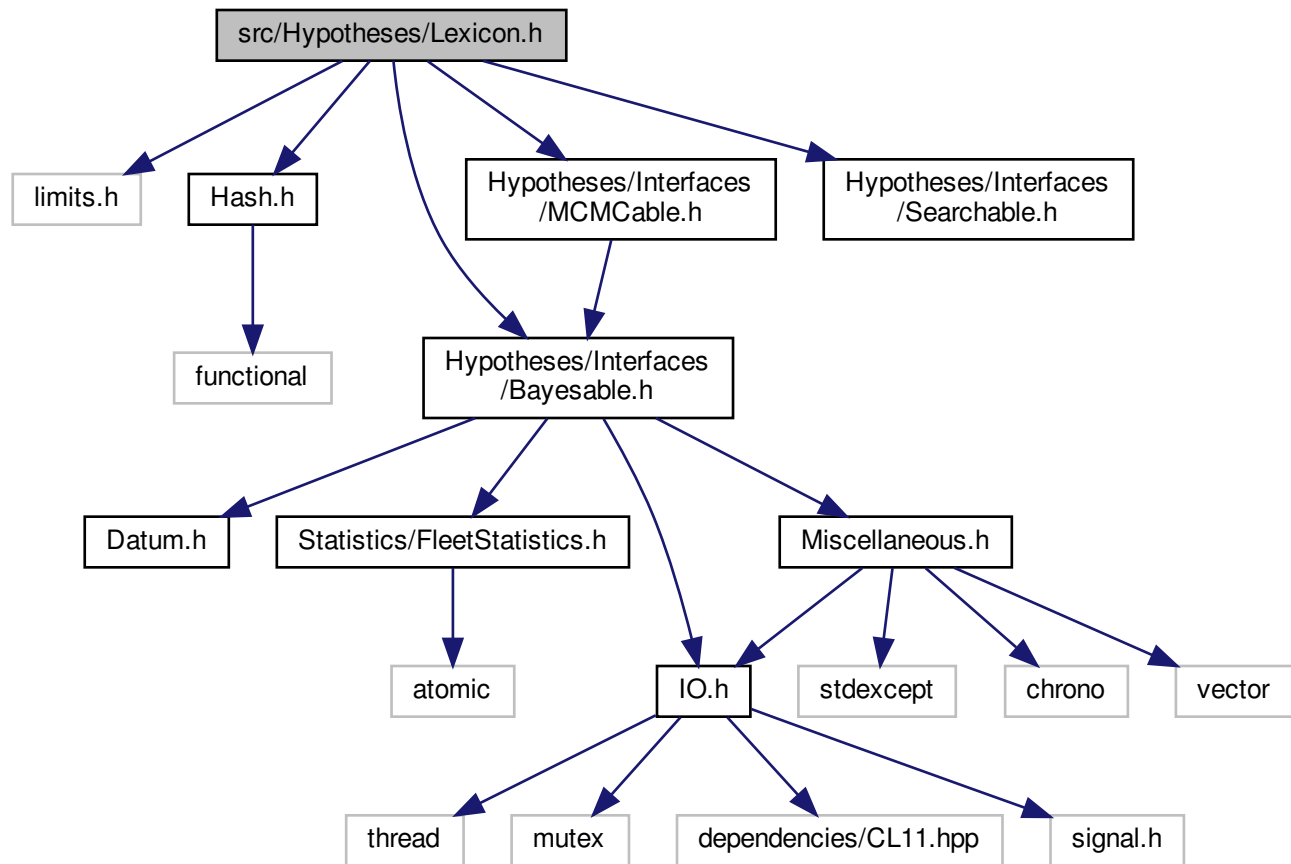 src/Hypotheses/Lexicon.h
limits.h
Hash.h
Hypotheses/Interfaces
/MCMCable.h
Hypotheses/Interfaces
/Searchable.h
functional
Hypotheses/Interfaces
/Bayesable.h
Datum.h
Statistics/FleetStatistics.h
Miscellaneous.h
atomic
IO.h
stdexcept
chrono
vector
thread
mutex
dependencies/CL11.hpp
signal.h